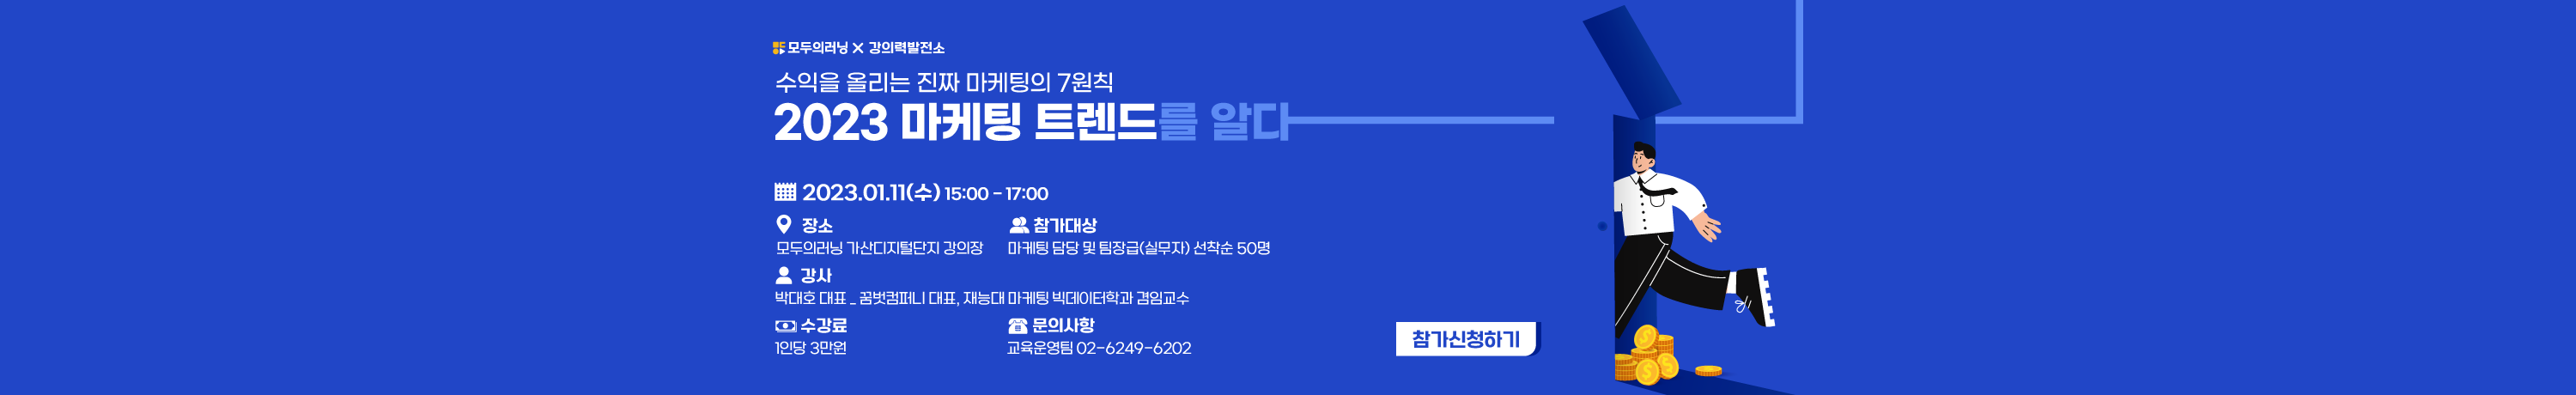 모두의러닝 X 강의력발전소
수익을 올리는 진짜 마케팅의 7원칙
2023 마케팅 트렌드를 알다
2023.01.11(수) 15:00 - 17:00
장소
모두의러닝 가산디지털단지 강의장
참가대상
마케팅 담당 및 팀장급(실무자) 선착순 50명
강사
박대호 대표 _ 꿈벗컴퍼니 대표, 재능대 마케팅 빅데이터학과 겸임교수
수강료
1인당 3만원
문의사항
교육운영팀 02-6249-6202
참가신청하기